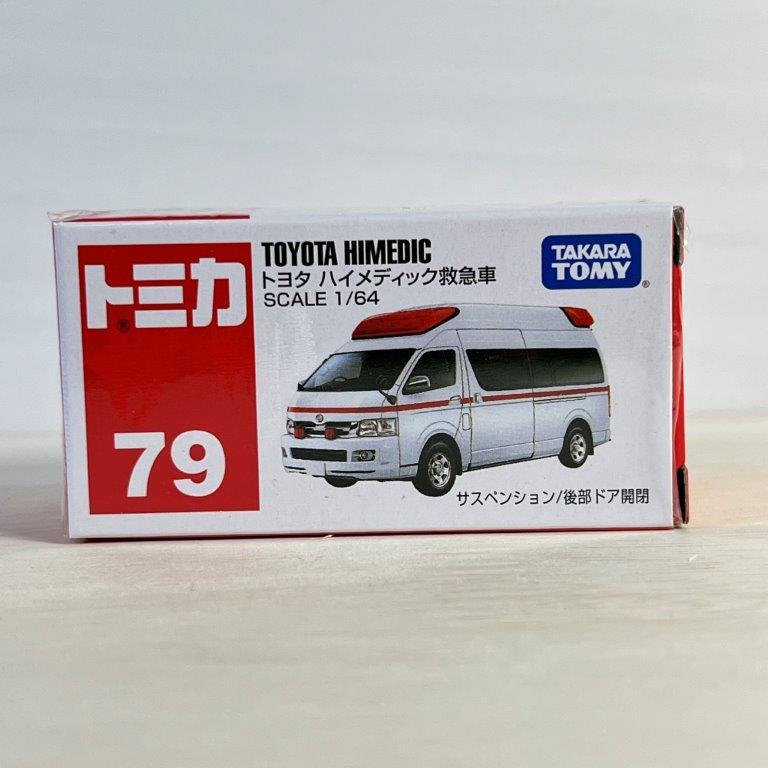 トミカ
®
79
TOYOTA HIMEDIC
トヨタ ハイメディック救急車
SCALE 1/64
TAKARA
TOMY
®
サスペンション/後部ドア開閉